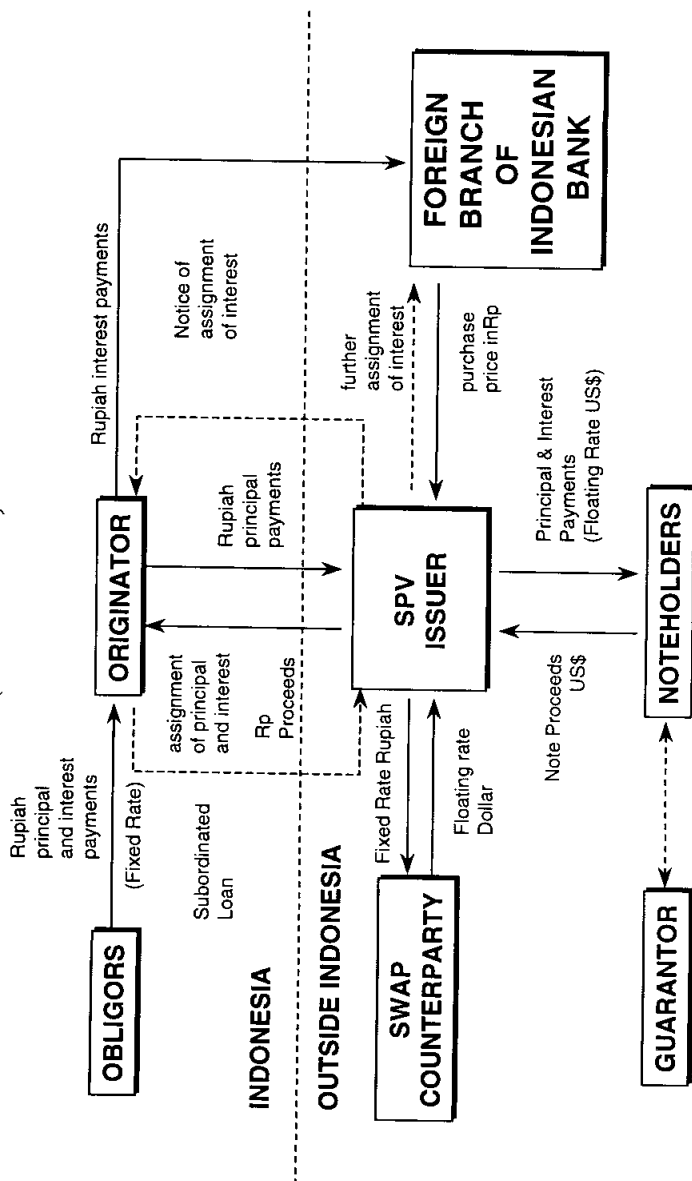 Rupiah
principal
and interest
payments
(Fixed Rate)
OBLIGORS
ORIGINATOR
Rupiah interest payments
Subordinated
Loan
assignment
of principal
and interest
Rp
Proceeds
Rupiah
principal
payments
Notice of
assignment
of interest
INDONESIA
OUTSIDE INDONESIA
SWAP
COUNTERPARTY
Fixed Rate Rupiah
Floating rate
Dollar
SPV
ISSUER
further
assignment
of interest
purchase
price inRp
FOREIGN
BRANCH
OF
INDONESIAN
BANK
Note Proceeds
US$
Principal & Interest
Payments
(Floating Rate US$)
GUARANTOR
NOTEHOLDERS